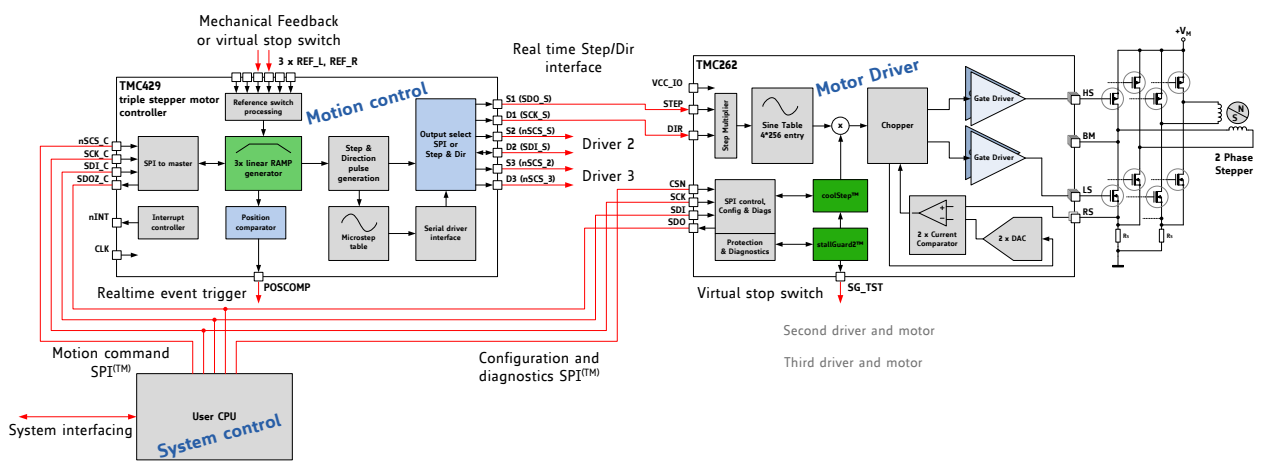 Mechanical Feedback
or virtual stop switch
3 x REF_L, REF_R
TMC429
triple stepper motor
controller
Reference switch
processing
Motion control
nSCS_C
SCK_C
SDI_C
SDOZ_C
nINT
CLK
SPI to master
3x linear RAMP
generator
Step &
Direction
pulse
generation
Output select
SPI or
Step & Dir
Interrupt
controller
Position
comparator
Microstep
table
Serial driver
interface
S1 (SDO_S)
D1 (SCK_S)
S2 (nSCS_S)
D2 (SDI_S)
S3 (nSCS_2)
D3 (nSCS_3)
Driver 2
Driver 3
Real time Step/Dir
interface
Realtime event trigger
POSCOMP
TMC262
Motor Driver
VCC_IO
STEP
DIR
CSN
SCK
SDI
SDO
Step Multiplier
Sine Table
4*256 entry
x
Chopper
Gate Driver
Gate Driver
SPI control,
Config & Diags
Protection
& Diagnostics
coolStep™
stallGuard2™
2 x Current
Comparator
2 x DAC
+
−
HS
BM
LS
RS
+VM
N
S
2 Phase
Stepper
RS
RS
Virtual stop switch
SG_TST
Second driver and motor
Third driver and motor
Motion command
SPI(TM)
Configuration and
diagnostics SPI(TM)
User CPU
System control
System interfacing